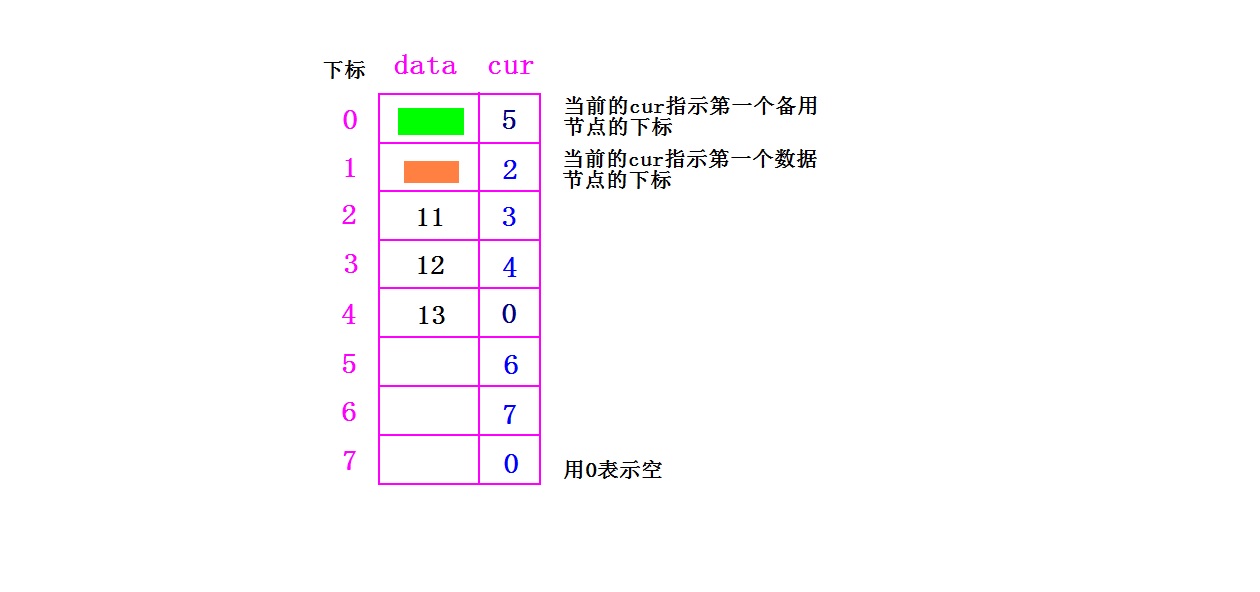 下标 data cur
0 5 当前的cur指示第一个备用
节点的下标
1 2 当前的cur指示第一个数据
节点的下标
2 11 3
3 12 4
4 13 0
5 6
6 7
7 0 用0表示空